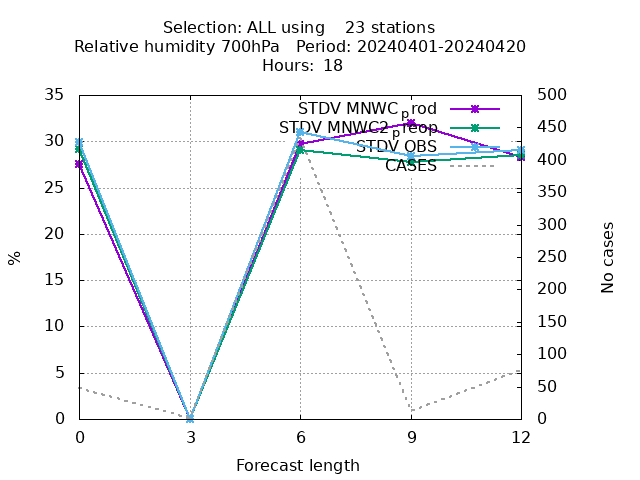 Selection: ALL using    23 stations
Relative humidity 700hPa   Period: 20240401-20240420
Hours: 18
35
30
25
20
15
10
5
0
500
450
400
350
300
250
200
150
100
50
0
STDV MNWCprod
STDV MNWC2preop
STDV OBS
CASES
%
No cases
0
3
6
9
12
Forecast length